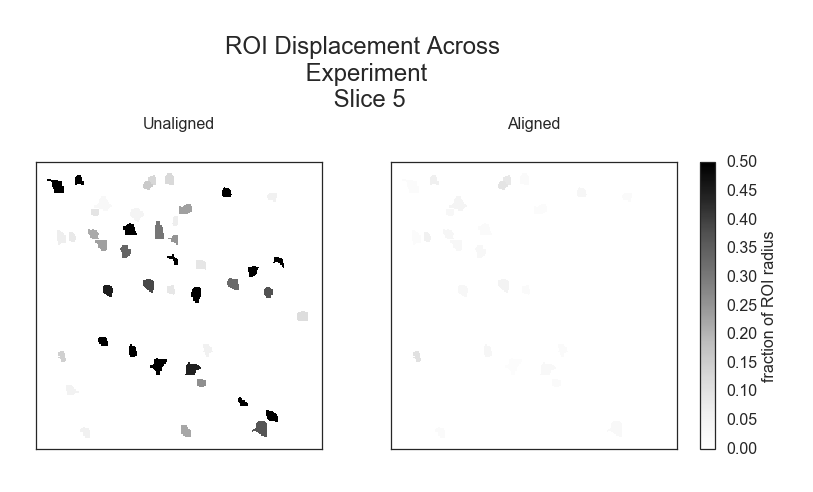 ROI Displacement Across
Experiment
Slice 5
Unaligned
Aligned
0.50
0.45
0.40
0.35
0.30
0.25
0.20
0.15
0.10
0.05
0.00
fraction of ROI radius